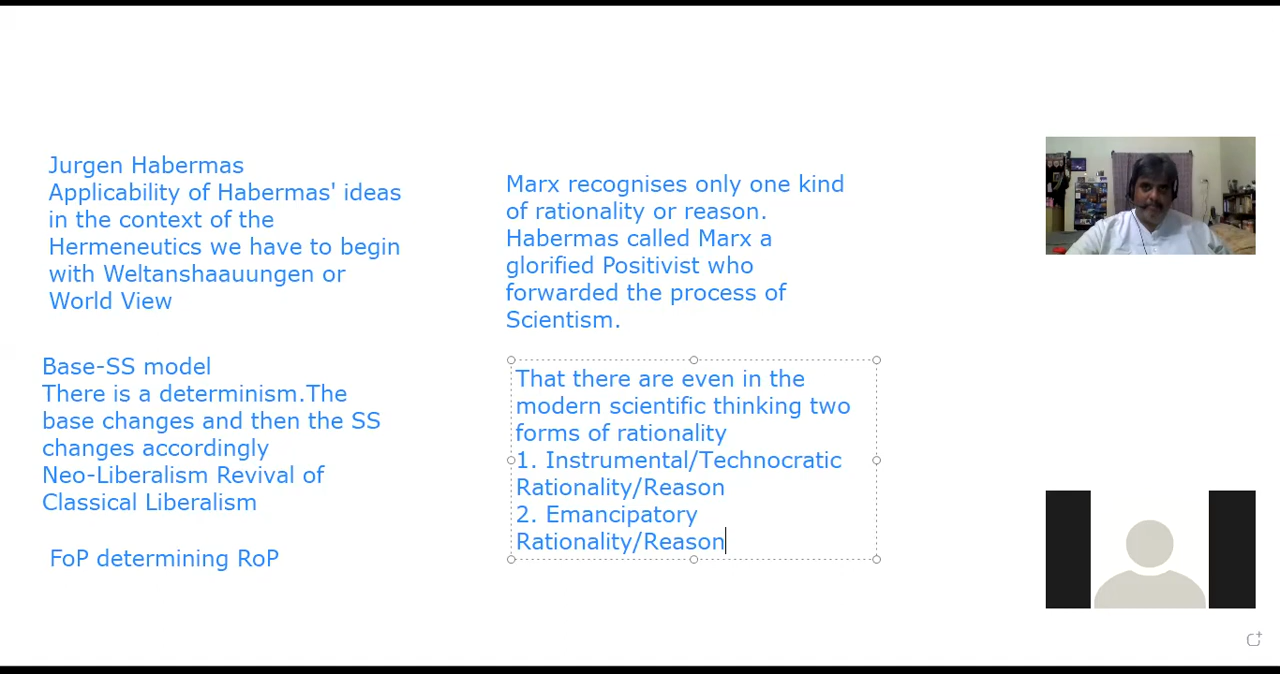 Jurgen Habermas
Applicability of Habermas' ideas
in the context of the
Hermeneutics we have to begin
with Weltanshaauungen or
World View
Base-SS model
There is a determinism.The
base changes and then the SS
changes accordingly
Neo-Liberalism Revival of
Classical Liberalism
FoP determining RoP
Marx recognises only one kind
of rationality or reason.
Habermas called Marx a
glorified Positivist who
forwarded the process of
Scientism.
That there are even in the
modern scientific thinking two
forms of rationality
1. Instrumental/Technocratic
Rationality/Reason
2. Emancipatory
Rationality/Reason